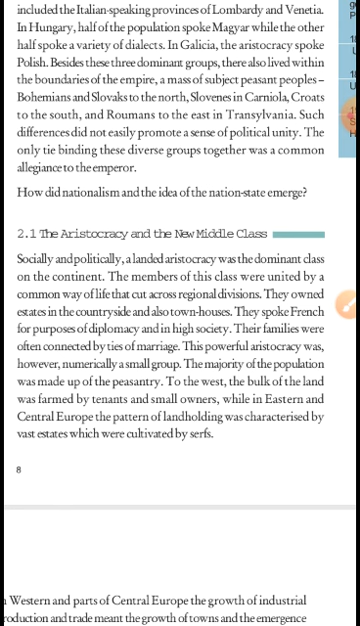 included the Italian-speaking provinces of Lombardy and Venetia.
In Hungary, half of the population spoke Magyar while the other
half spoke a variety of dialects. In Galicia, the aristocracy spoke
Polish. Besides these three dominant groups, there also lived within
the boundaries of the empire, a mass of subject peasant peoples –
Bohemians and Slovaks to the north, Slovenes in Carniola, Croats
to the south, and Roumans to the east in Transylvania. Such
differences did not easily promote a sense of political unity. The
only tie binding these diverse groups together was a common
allegiance to the emperor.
How did nationalism and the idea of the nation-state emerge?
2.1 The Aristocracy and the New Middle Class
Socially and politically, a landed aristocracy was the dominant class
on the continent. The members of this class were united by a
common way of life that cut across regional divisions. They owned
estates in the countryside and also town-houses. They spoke French
for purposes of diplomacy and in high society. Their families were
often connected by ties of marriage. This powerful aristocracy was,
however, numerically a small group. The majority of the population
was made up of the peasantry. To the west, the bulk of the land
was farmed by tenants and small owners, while in Eastern and
Central Europe the pattern of landholding was characterised by
vast estates which were cultivated by serfs.
8
Western and parts of Central Europe the growth of industrial
roduction and trade meant the growth of towns and the emergence